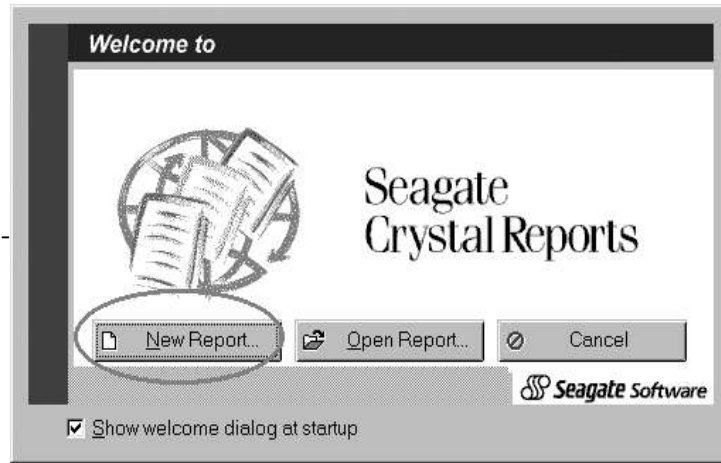 Welcome to
Seagate
Crystal Reports
New Report...
Open Report...
Cancel
Seagate Software
Show welcome dialog at startup